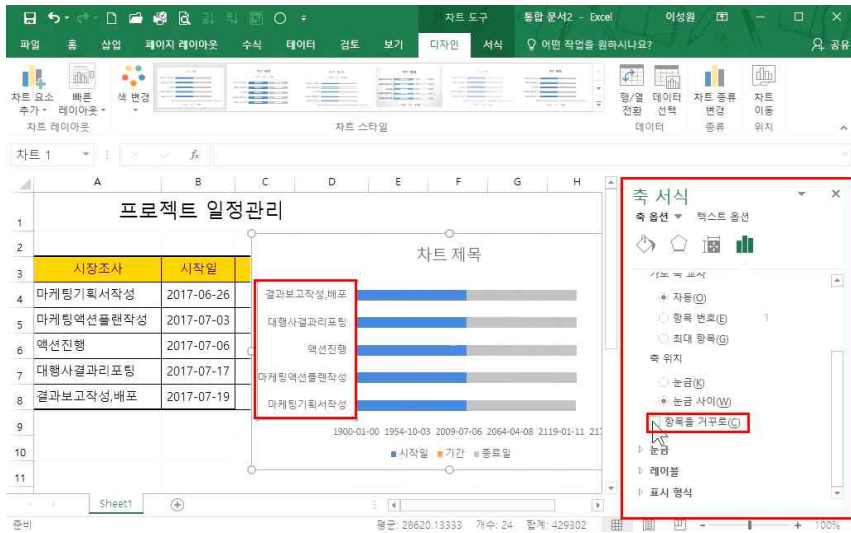 차트 도구
통합 문서2 - Excel
이성원
파일 홈 삽입 페이지 레이아웃 수식 데이터 검토 보기 디자인 서식 어떤 작업을 원하시나요? 공유
차트 요소 추가
빠른 레이아웃
색 변경
행/열 전환
데이터 선택
차트 종류 변경
차트 이동
차트 레이아웃 차트 스타일 데이터 종류 위치
차트 1 fx
A B C D E F G H
1 프로젝트 일정관리
2
3 시장조사 시작일
4 마케팅기획서작성 2017-06-26
5 마케팅액션플랜작성 2017-07-03
6 액션진행 2017-07-06
7 대행사결과리포팅 2017-07-17
8 결과보고작성,배포 2017-07-19
9
10
11
차트 제목
결과보고작성,배포
대행사결과리포팅
액션진행
마케팅액션플랜작성
마케팅기획서작성
1900-01-00 1954-10-03 2009-07-06 2064-04-08 2119-01-11 217
시작일 기간 종료일
축 서식
축 옵션 텍스트 옵션
가로 축 교차
자동(O)
항목 번호(E) 1
최대 항목(G)
축 위치
눈금(K)
눈금 사이(W)
항목을 거꾸로(C)
눈금
레이블
표시 형식
Sheet1
준비 평균: 28620.13333 개수: 24 합계: 429302 100%